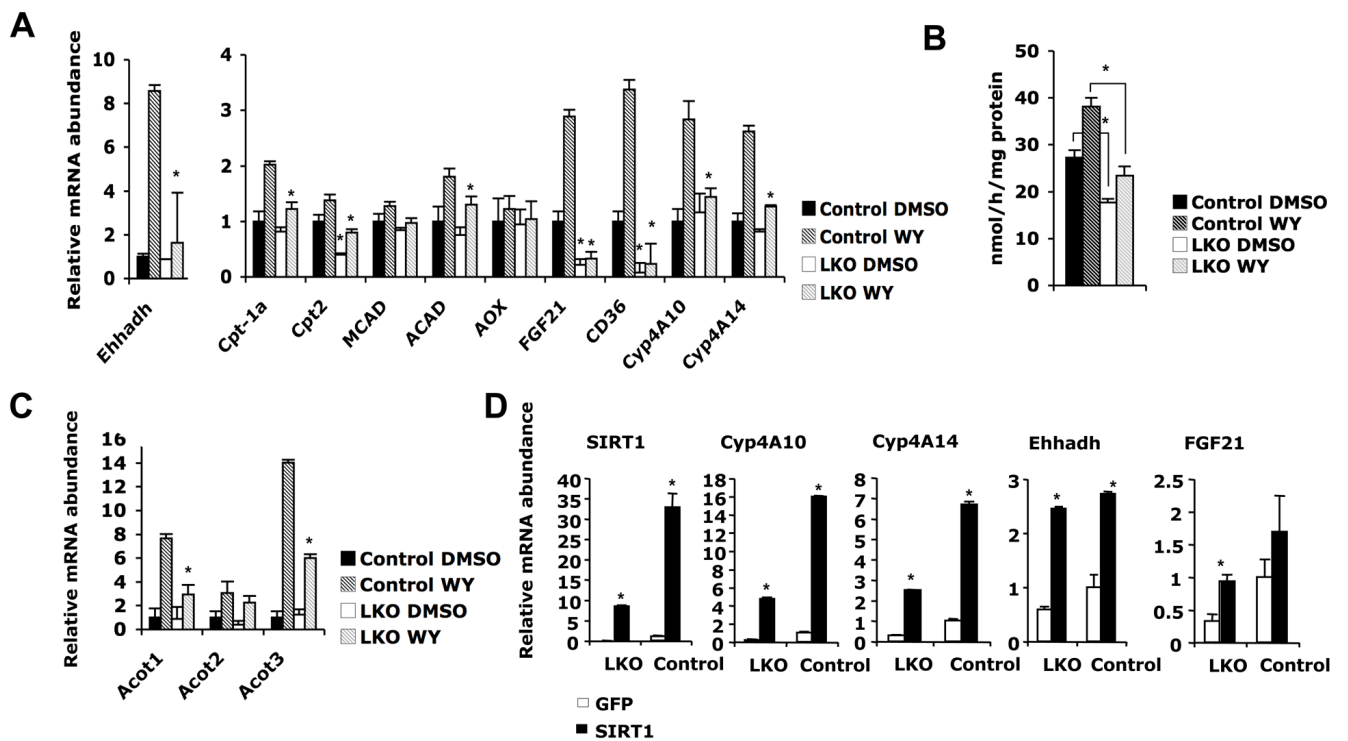 A
Relative mRNA abundance
10
8
6
4
2
0
Ehhadh
4
3
2
1
0
*
* * * * * * * * * * *
Cpt-1a Cpt2 MCAD ACAD AOX FGF21 CD36 Cyp4A10 Cyp4A14
Control DMSO
Control WY
LKO DMSO
LKO WY
B
nmol/h/mg protein
50
40
30
20
10
0
*
*
Control DMSO
Control WY
LKO DMSO
LKO WY
C
Relative mRNA abundance
16
14
12
10
8
6
4
2
0
*
*
Acot1 Acot2 Acot3
Control DMSO
Control WY
LKO DMSO
LKO WY
D
Relative mRNA abundance
SIRT1
40
35
30
25
20
15
10
5
0
* *
LKO Control
Cyp4A10
18
16
14
12
10
8
6
4
2
0
* *
LKO Control
Cyp4A14
8
7
6
5
4
3
2
1
0
* *
LKO Control
Ehhadh
3
2
1
0
* *
LKO Control
FGF21
2.5
2
1.5
1
0.5
0
*
LKO Control
GFP
SIRT1